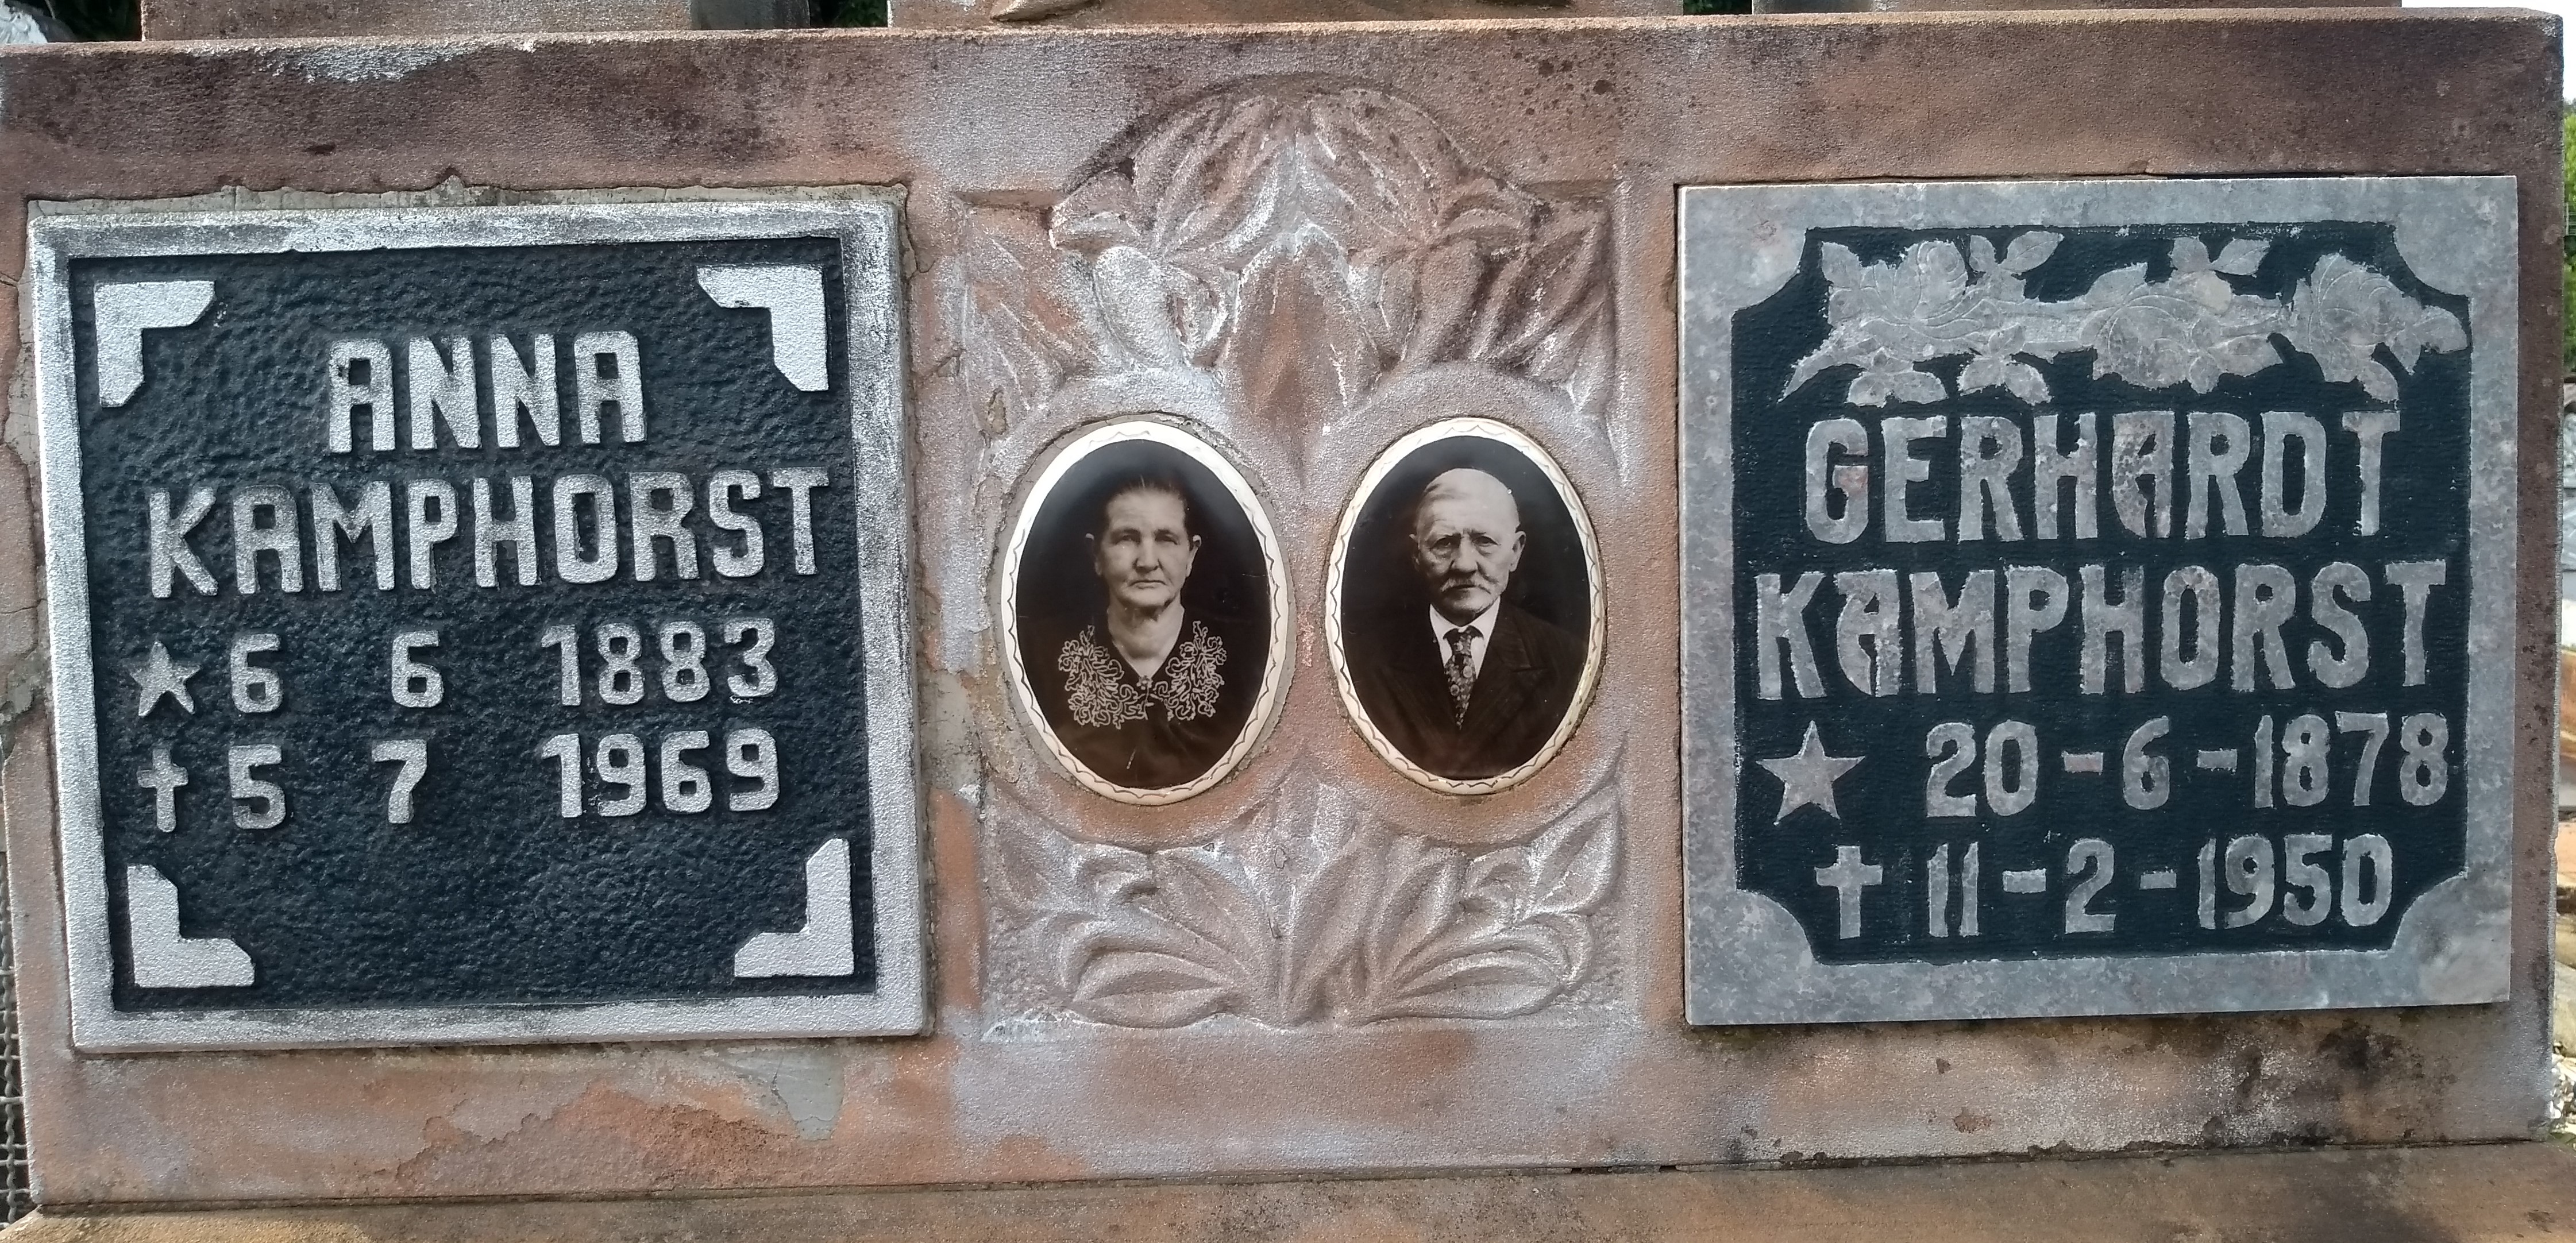 ANNA
KAMPHORST
★ 6 6 1883
✝ 5 7 1969
GERHARDT
KAMPHORST
★ 20-6-1878
✝ 11-2-1950